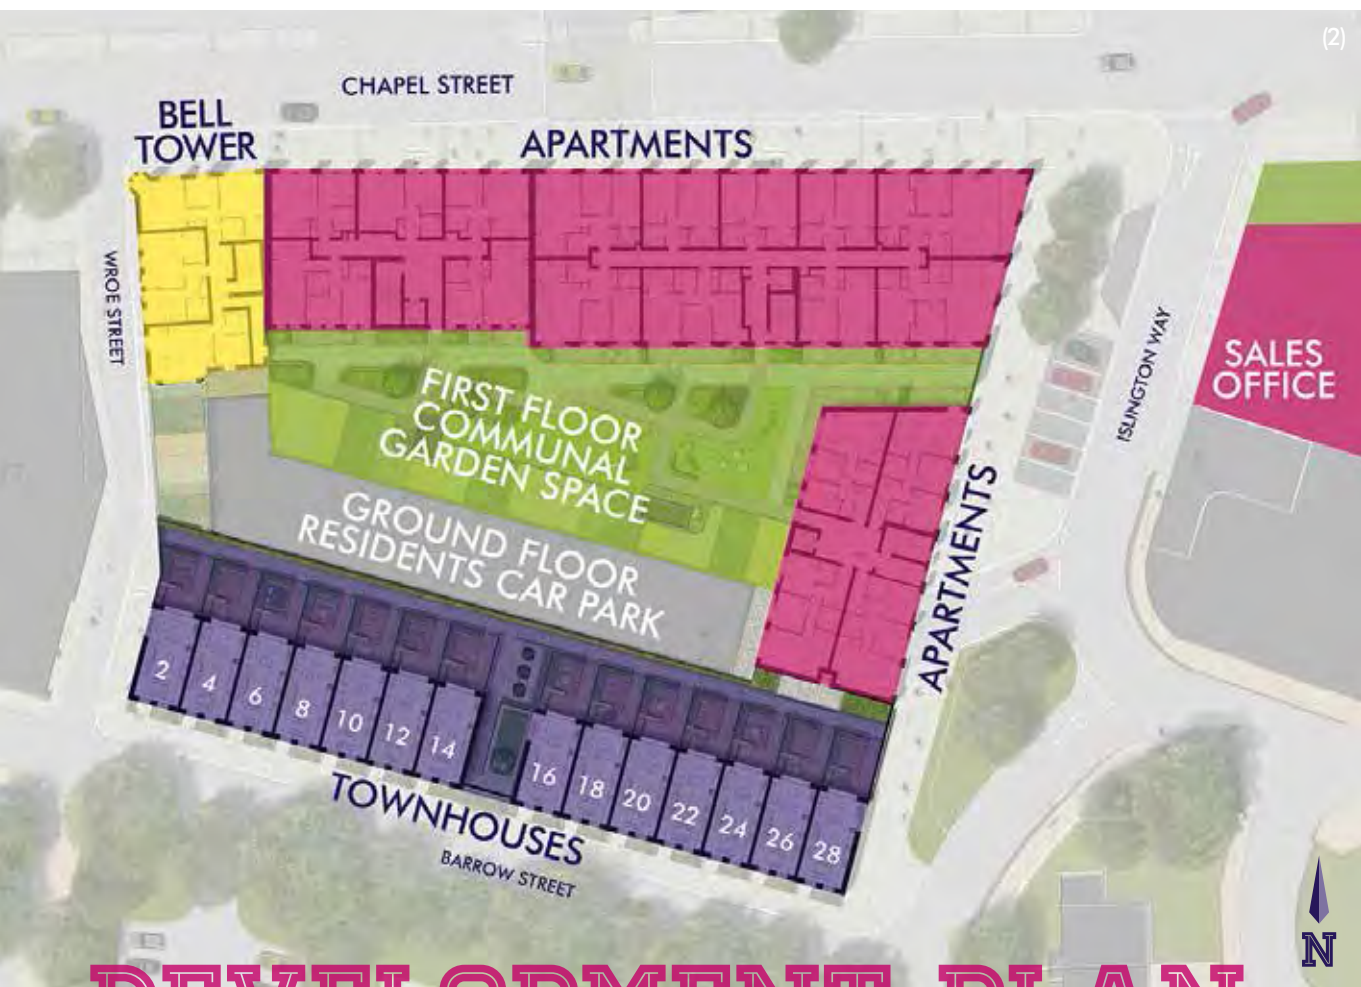 (2)
CHAPEL STREET
BELL
TOWER
APARTMENTS
WROE STREET
ISLINGTON WAY
SALES
OFFICE
FIRST FLOOR
COMMUNAL
GARDEN SPACE
GROUND FLOOR
RESIDENTS CAR PARK
APARTMENTS
2
4
6
8
10
12
14
16
18
20
22
24
26
28
TOWNHOUSES
BARROW STREET
N
DEVELOPMENT PLAN